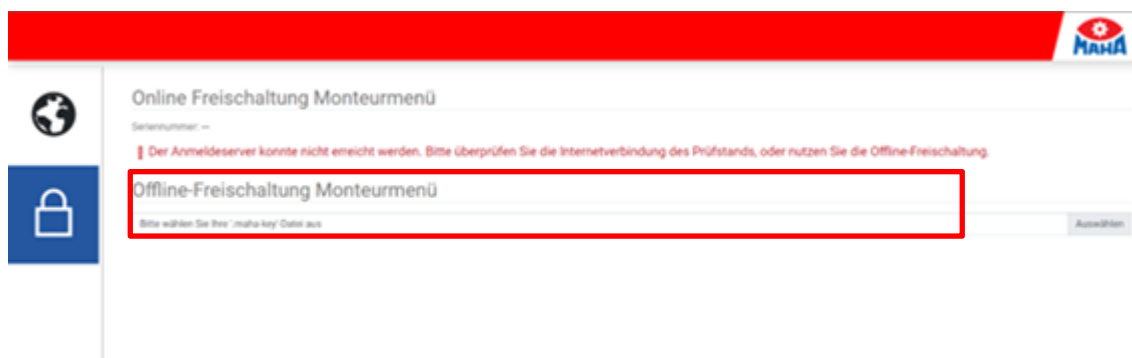 MAHA
Online Freischaltung Monteurmenü
Seriennummer: --
Der Anmeldeserver konnte nicht erreicht werden. Bitte überprüfen Sie die Internetverbindung des Prüfstands, oder nutzen Sie die Offline-Freischaltung.
Offline-Freischaltung Monteurmenü
Bitte wählen Sie Ihre '.maha-key' Datei aus
Auswählen